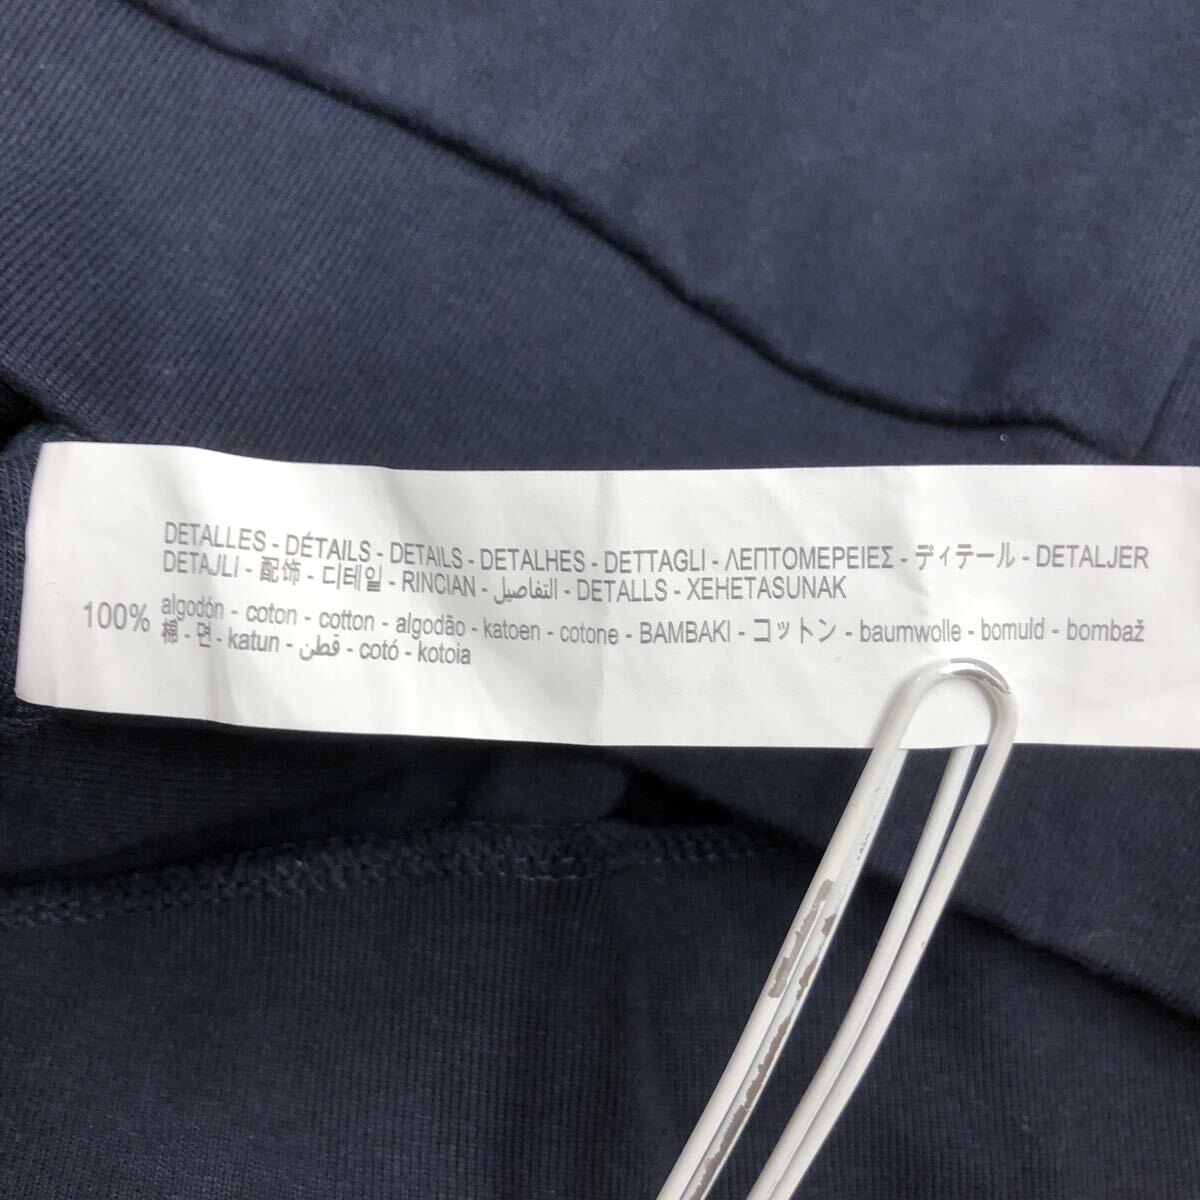 DETALLES - DÉTAILS - DETAILS - DETALHES - DETTAGLI - ΛΕΠΤΟΜΕΡΕΙΕΣ - ディテール - DETALJER
DETAJLI - 配饰 - 디테일 - RINCIAN - التفاصيل - DETALLS - XEHETASUNAK
100% algodón - coton - cotton - algodão - katoen - cotone - BAMBAKI - コットン - baumwolle - bomuld - bombaž
棉 - 면 - katun - قطن - cotó - kotoia